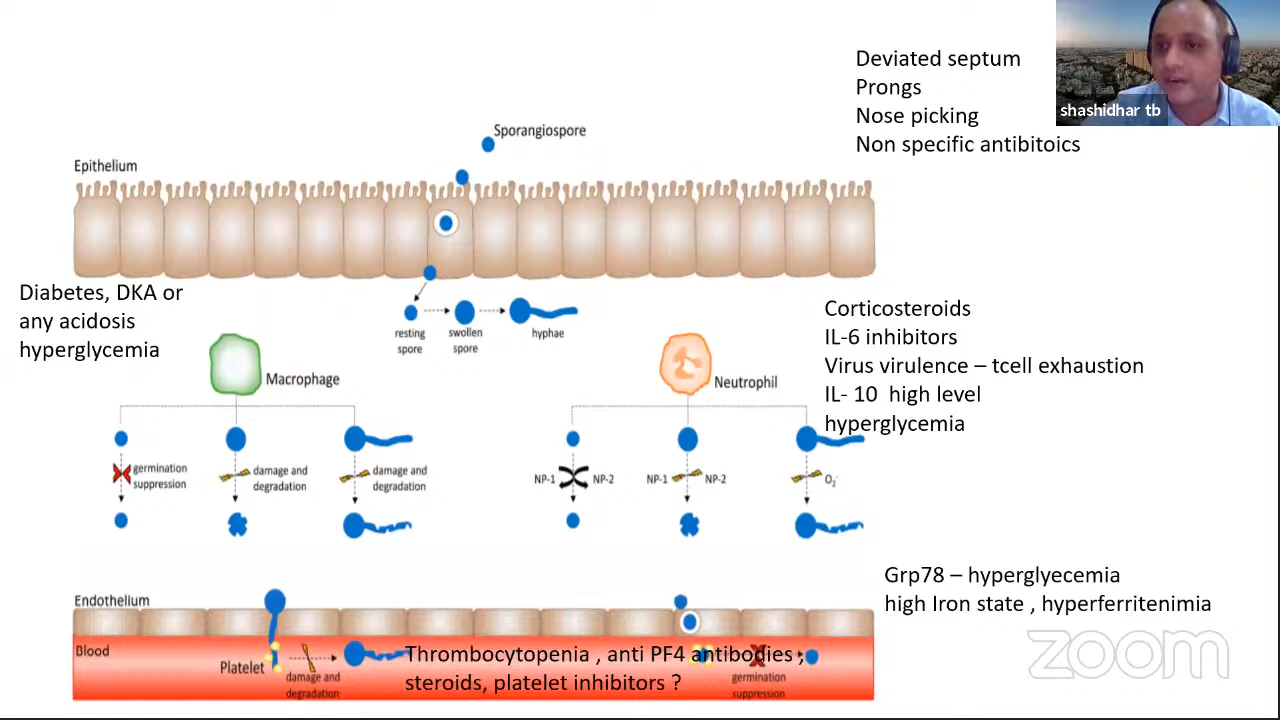 Deviated septum
Prongs
Nose picking
Non specific antibitoics
shashidhar tb
Sporangiospore
Epithelium
Diabetes, DKA or
any acidosis
hyperglycemia
resting
spore
swollen
spore
hyphae
Corticosteroids
IL-6 inhibitors
Virus virulence – tcell exhaustion
IL- 10 high level
hyperglycemia
Macrophage
Neutrophil
germination
suppression
damage and
degradation
damage and
degradation
NP-1
NP-2
NP-1
NP-2
O2-
Grp78 – hyperglyecemia
high Iron state , hyperferritenimia
Endothelium
Blood
Platelet
damage and
degradation
Thrombocytopenia , anti PF4 antibodies ,
steroids, platelet inhibitors ?
germination
suppression
zoom